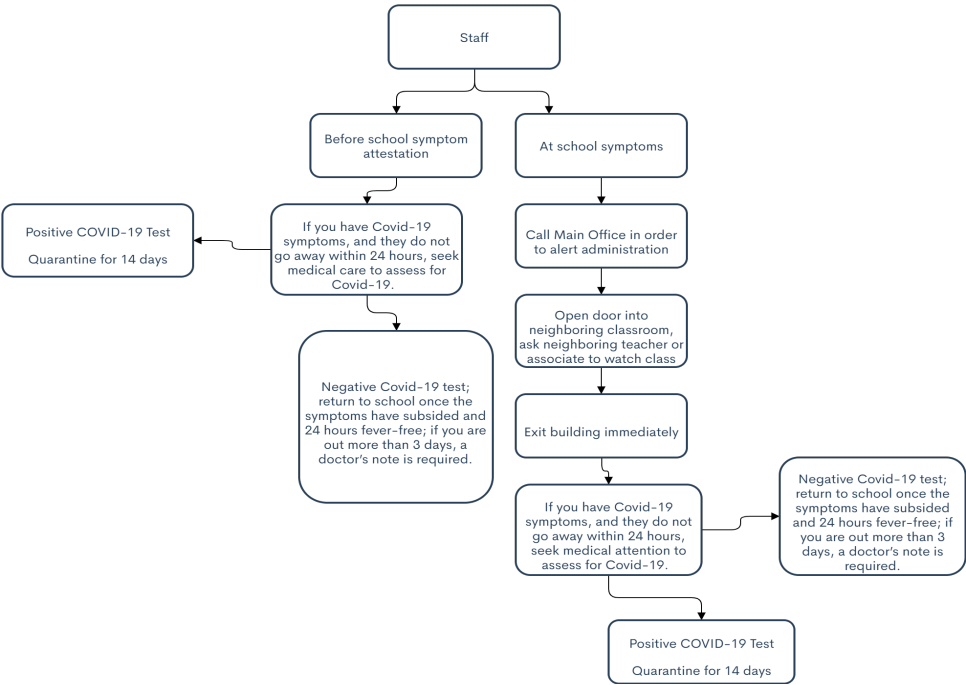 Staff
Before school symptom
attestation
At school symptoms
Positive COVID-19 Test
Quarantine for 14 days
If you have Covid-19
symptoms, and they do not
go away within 24 hours, seek
medical care to assess for
Covid-19.
Call Main Office in order
to alert administration
Open door into
neighboring classroom,
ask neighboring teacher or
associate to watch class
Negative Covid-19 test;
return to school once the
symptoms have subsided and
24 hours fever-free; if you are
out more than 3 days, a
doctor's note is required.
Exit building immediately
If you have Covid-19
symptoms, and they do not
go away within 24 hours,
seek medical attention to
assess for Covid-19.
Negative Covid-19 test;
return to school once the
symptoms have subsided
and 24 hours fever-free; if
you are out more than 3
days, a doctor's note is
required.
Positive COVID-19 Test
Quarantine for 14 days